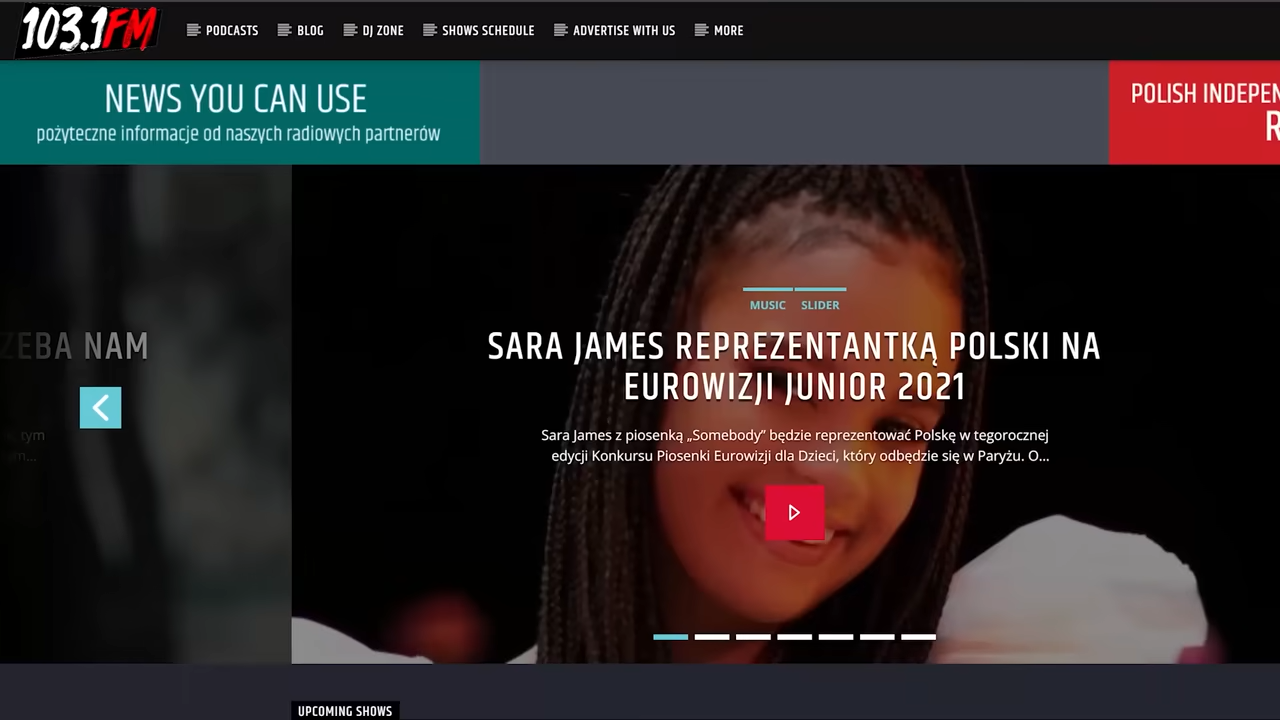 103.1FM
PODCASTS
BLOG
DJ ZONE
SHOWS SCHEDULE
ADVERTISE WITH US
MORE
NEWS YOU CAN USE
pożyteczne informacje od naszych radiowych partnerów
POLISH INDEPEN
R
MUSIC
SLIDER
SARA JAMES REPREZENTANTKĄ POLSKI NA
EUROWIZJI JUNIOR 2021
ZEBA NAM
Sara James z piosenką „Somebody” będzie reprezentować Polskę w tegorocznej
edycji Konkursu Piosenki Eurowizji dla Dzieci, który odbędzie się w Paryżu. O...
tym
UPCOMING SHOWS